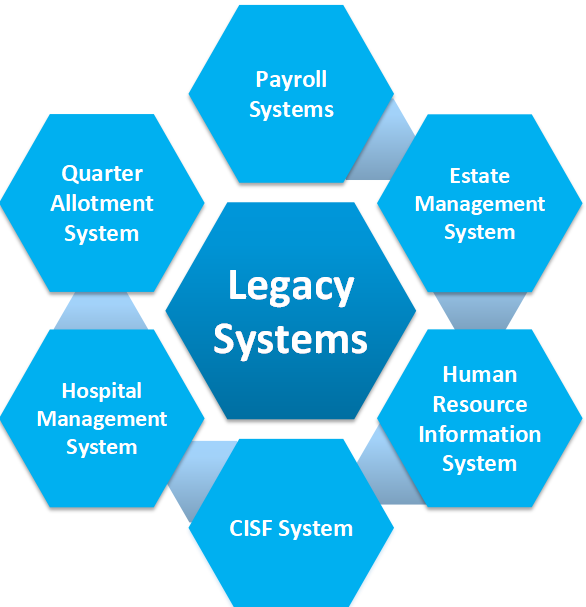 Payroll
Systems
Quarter
Allotment
System
Estate
Management
System
Legacy
Systems
Hospital
Management
System
Human
Resource
Information
System
CISF System